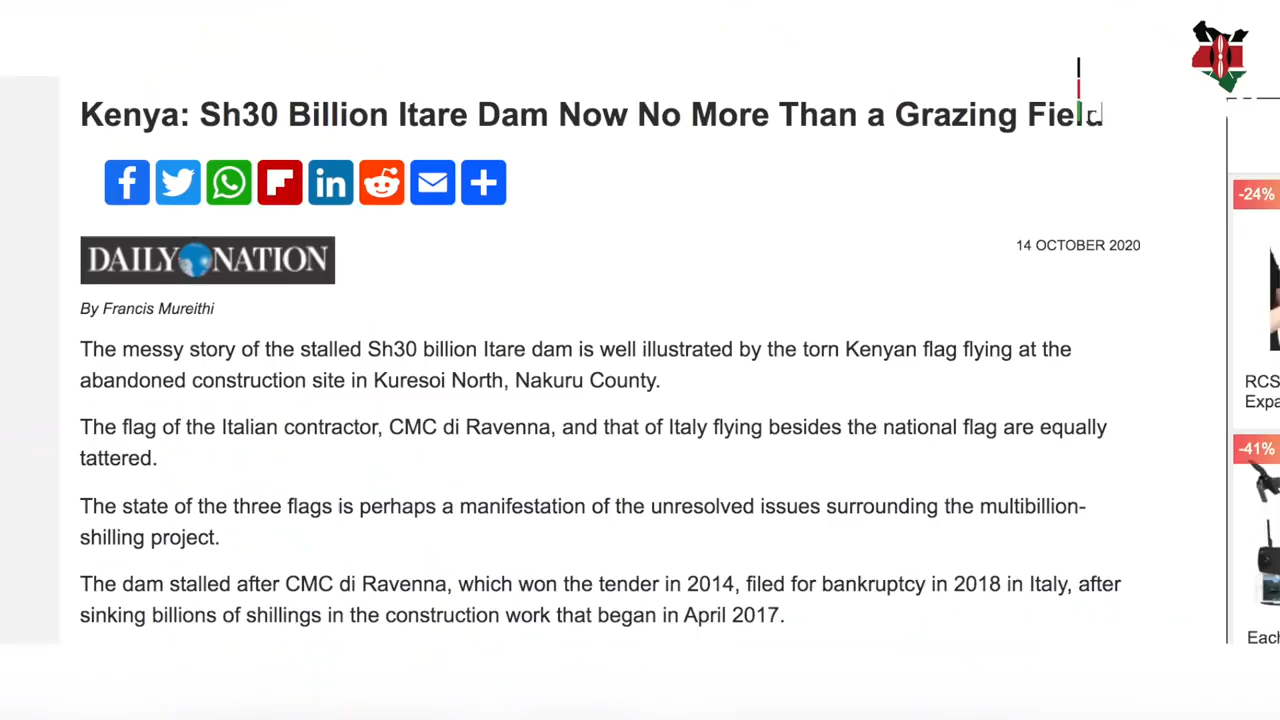 Kenya: Sh30 Billion Itare Dam Now No More Than a Grazing Field
DAILY NATION
14 OCTOBER 2020
By Francis Mureithi
The messy story of the stalled Sh30 billion Itare dam is well illustrated by the torn Kenyan flag flying at the
abandoned construction site in Kuresoi North, Nakuru County.
The flag of the Italian contractor, CMC di Ravenna, and that of Italy flying besides the national flag are equally
tattered.
The state of the three flags is perhaps a manifestation of the unresolved issues surrounding the multibillion-
shilling project.
The dam stalled after CMC di Ravenna, which won the tender in 2014, filed for bankruptcy in 2018 in Italy, after
sinking billions of shillings in the construction work that began in April 2017.
-24%
RCS
Expa
-41%
Each